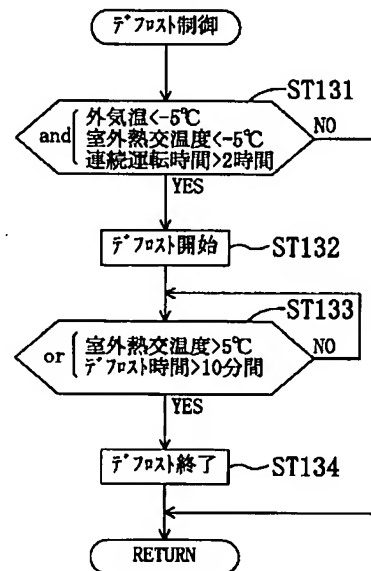 デフロスト制御
ST131
and 外気温<-5℃
室外熱交温度<-5℃
連続運転時間>2時間
NO
YES
デフロスト開始
ST132
ST133
or 室外熱交温度>5℃
デフロスト時間>10分間
NO
YES
デフロスト終了
ST134
RETURN